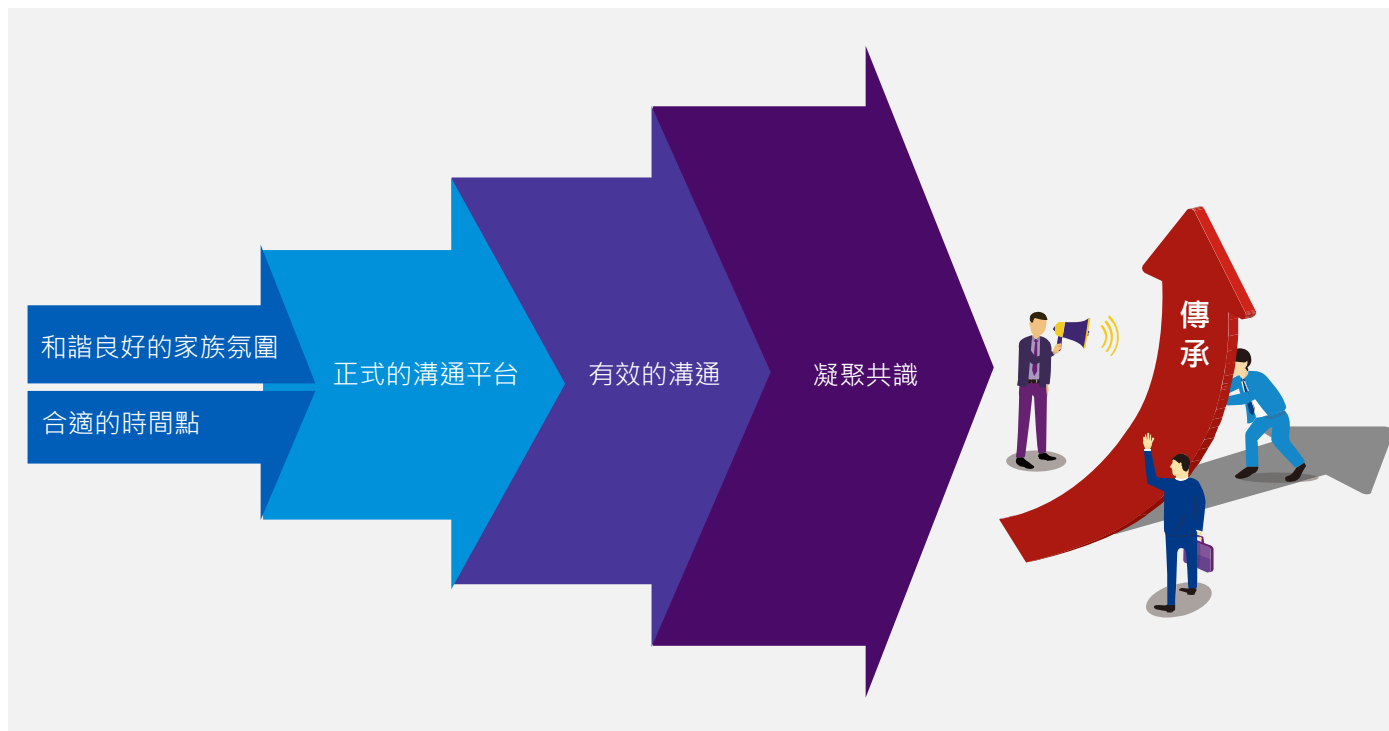 和諧良好的家族氛圍
合適的時間點
正式的溝通平台
有效的溝通
凝聚共識
傳承